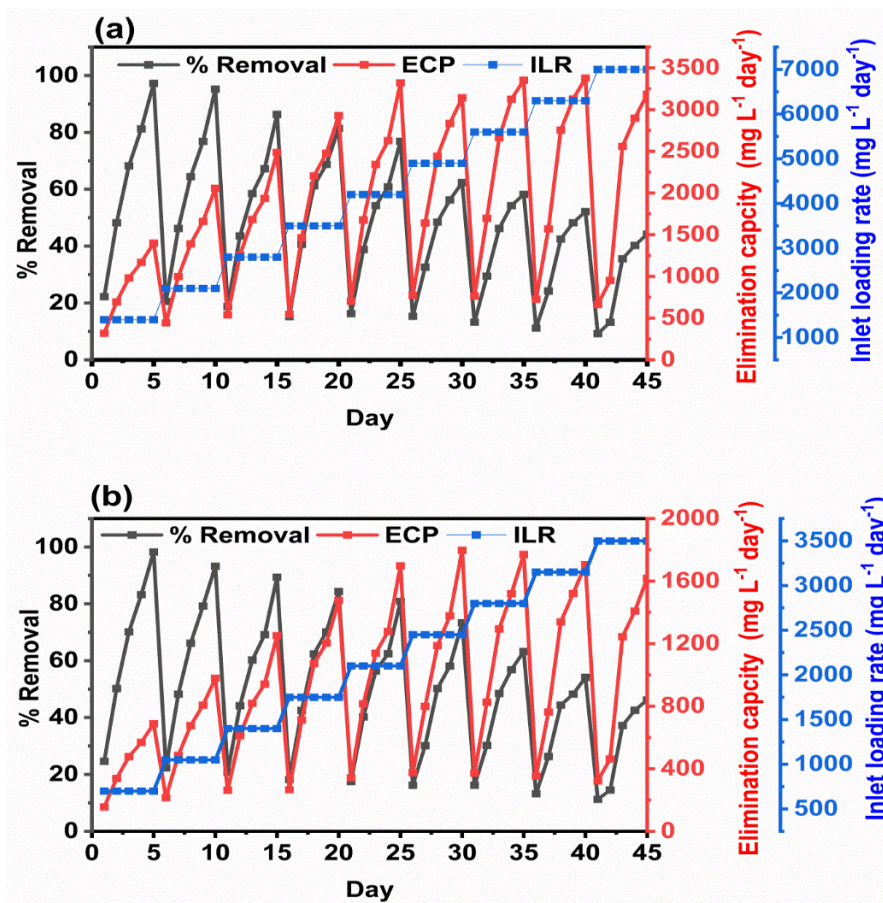 (a)
% Removal ECP ILR
100
80
60
40
20
0
% Removal
0 5 10 15 20 25 30 35 40 45
Day
3500
3000
2500
2000
1500
1000
500
0
Elimination capcity (mg L-1 day-1)
7000
6000
5000
4000
3000
2000
1000
Inlet loading rate (mg L-1 day-1)
(b)
% Removal ECP ILR
100
80
60
40
20
0
% Removal
0 5 10 15 20 25 30 35 40 45
Day
2000
1600
1200
800
400
0
Elimination capcity (mg L-1 day-1)
3500
3000
2500
2000
1500
1000
500
Inlet loading rate (mg L-1 day-1)